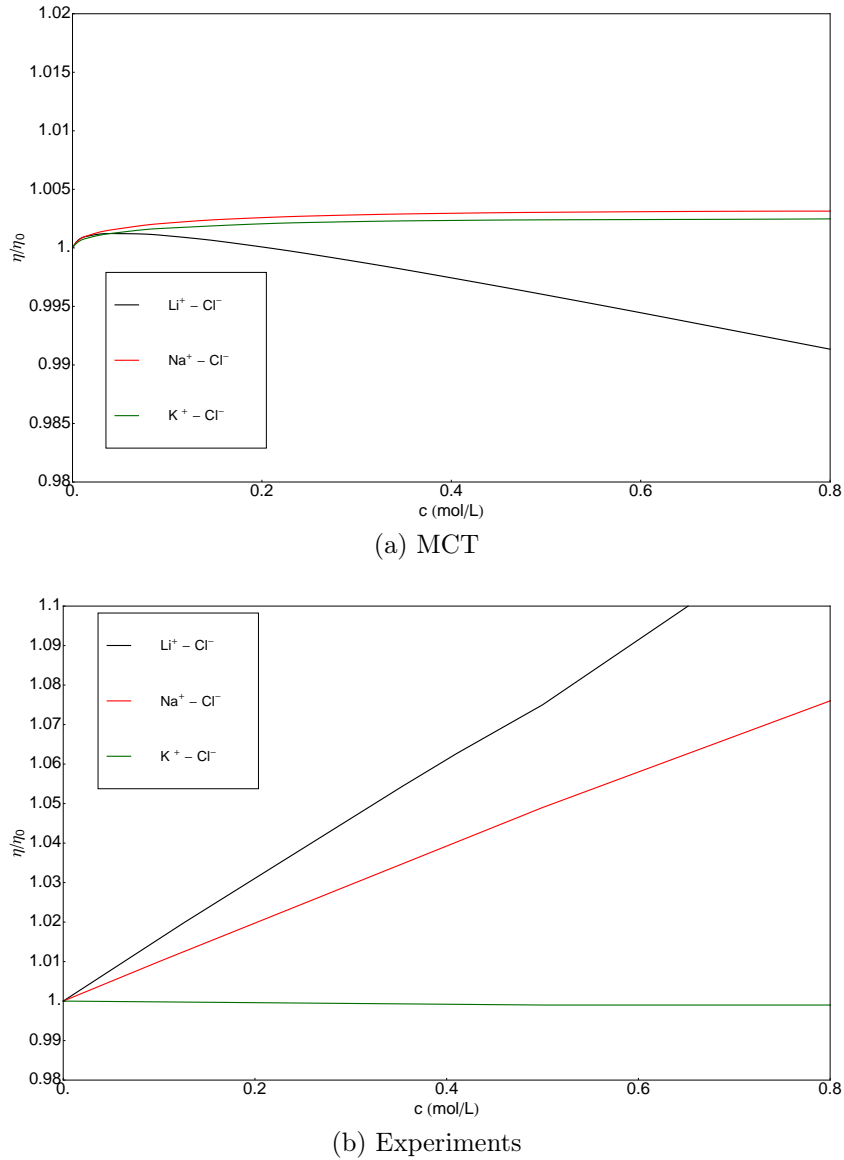 1.02
1.015
1.01
1.005
1.
0.995
0.99
0.985
0.98
η/η₀
Li⁺ – Cl⁻
Na⁺ – Cl⁻
K⁺ – Cl⁻
0. 0.2 0.4 0.6 0.8
c (mol/L)
(a) MCT
1.1
1.09
1.08
1.07
1.06
1.05
1.04
1.03
1.02
1.01
1.
0.99
0.98
η/η₀
Li⁺ – Cl⁻
Na⁺ – Cl⁻
K⁺ – Cl⁻
0. 0.2 0.4 0.6 0.8
c (mol/L)
(b) Experiments